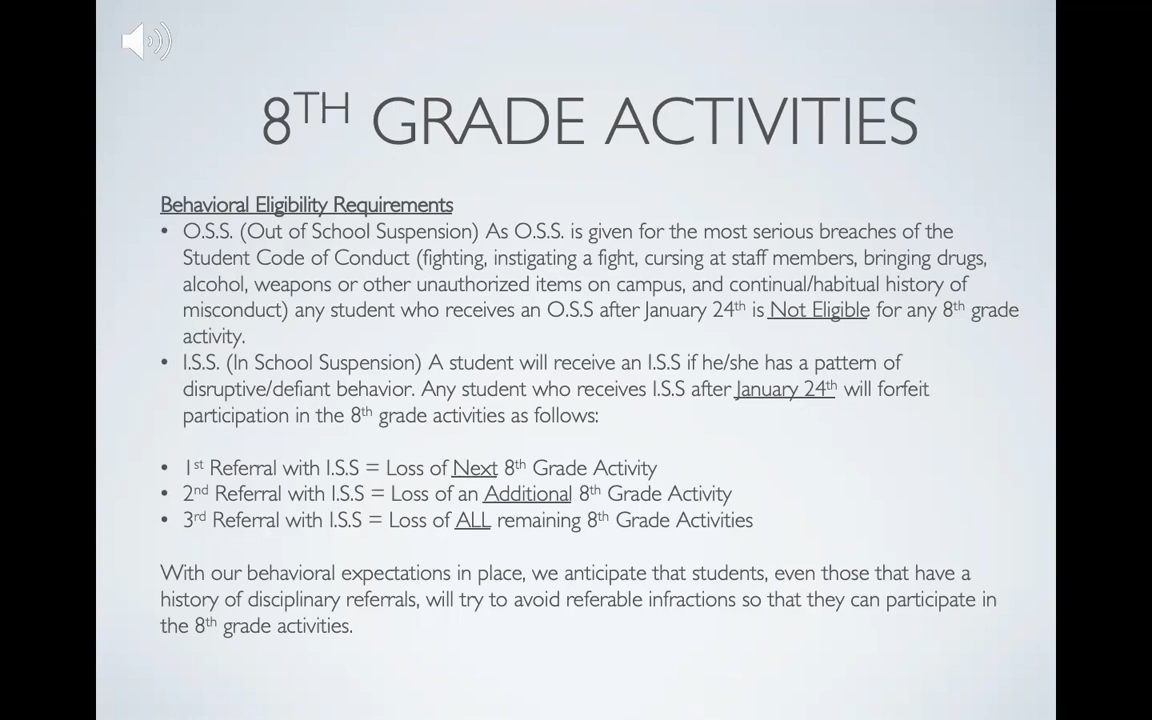 8TH GRADE ACTIVITIES
Behavioral Eligibility Requirements
• O.S.S. (Out of School Suspension) As O.S.S. is given for the most serious breaches of the
Student Code of Conduct (fighting, instigating a fight, cursing at staff members, bringing drugs,
alcohol, weapons or other unauthorized items on campus, and continual/habitual history of
misconduct) any student who receives an O.S.S after January 24th is Not Eligible for any 8th grade
activity.
• I.S.S. (In School Suspension) A student will receive an I.S.S if he/she has a pattern of
disruptive/defiant behavior. Any student who receives I.S.S after January 24th will forfeit
participation in the 8th grade activities as follows:
• 1st Referral with I.S.S = Loss of Next 8th Grade Activity
• 2nd Referral with I.S.S = Loss of an Additional 8th Grade Activity
• 3rd Referral with I.S.S = Loss of ALL remaining 8th Grade Activities
With our behavioral expectations in place, we anticipate that students, even those that have a
history of disciplinary referrals, will try to avoid referable infractions so that they can participate in
the 8th grade activities.